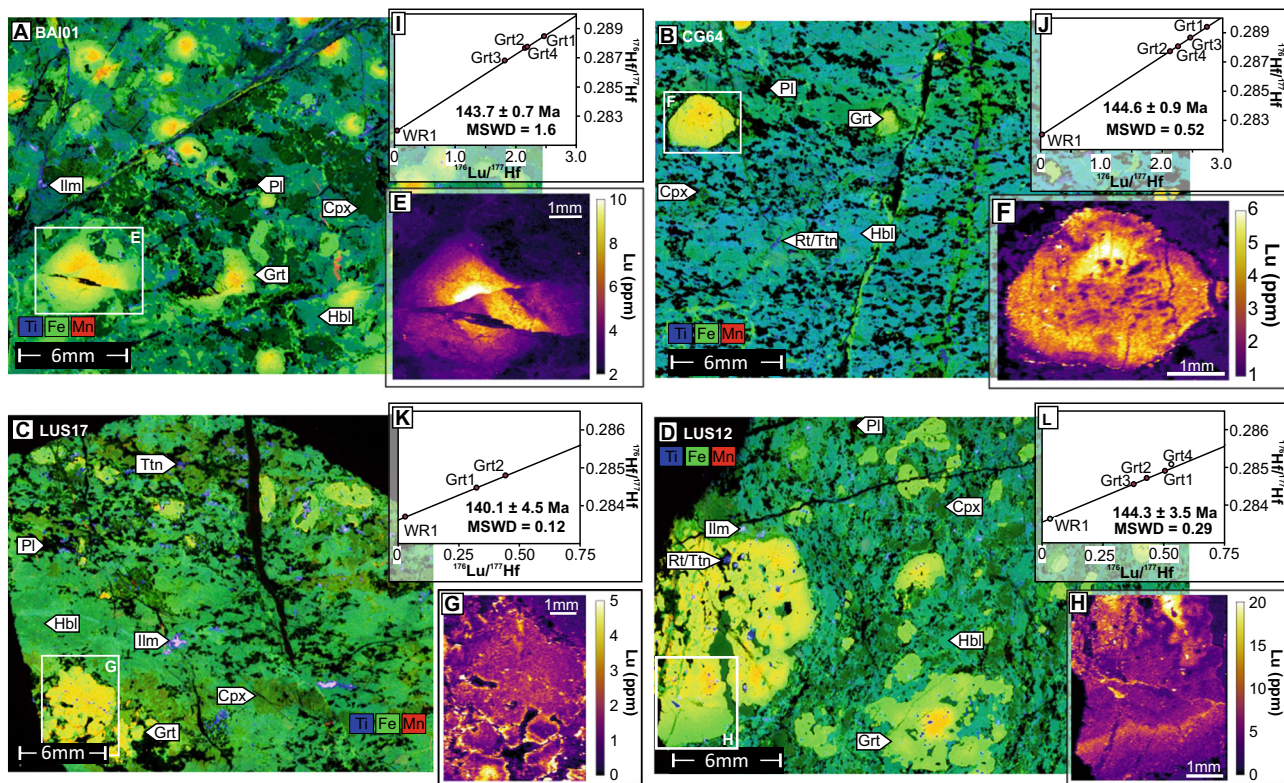 A BAI01
Ilm
Pl
Cpx
E
Grt
Hbl
Ti Fe Mn
6mm
I
0.289
0.287
0.285
0.283
¹⁷⁶Hf/¹⁷⁷Hf
Grt2
Grt1
Grt3
Grt4
143.7 ± 0.7 Ma
MSWD = 1.6
WR1
0 1.0 2.0 3.0
¹⁷⁶Lu/¹⁷⁷Hf
E
1mm
10
8
6
4
2
Lu (ppm)
B CG64
F
Pl
Grt
Cpx
Rt/Ttn
Hbl
Ti Fe Mn
6mm
J
0.289
0.287
0.285
0.283
¹⁷⁶Hf/¹⁷⁷Hf
Grt1
Grt2
Grt3
Grt4
144.6 ± 0.9 Ma
MSWD = 0.52
WR1
0 1.0 2.0 3.0
¹⁷⁶Lu/¹⁷⁷Hf
F
1mm
6
5
4
3
2
1
Lu (ppm)
C LUS17
Ttn
Pl
Hbl
Ilm
G
Cpx
Grt
Ti Fe Mn
6mm
K
0.286
0.285
0.284
¹⁷⁶Hf/¹⁷⁷Hf
Grt2
Grt1
140.1 ± 4.5 Ma
MSWD = 0.12
WR1
0 0.25 0.50 0.75
¹⁷⁶Lu/¹⁷⁷Hf
G
1mm
5
4
3
2
1
0
Lu (ppm)
D LUS12
Ti Fe Mn
Pl
Cpx
Ilm
Rt/Ttn
Hbl
H
Grt
6mm
L
0.286
0.285
0.284
¹⁷⁶Hf/¹⁷⁷Hf
Grt4
Grt2
Grt3
Grt1
144.3 ± 3.5 Ma
MSWD = 0.29
WR1
0 0.25 0.50 0.75
¹⁷⁶Lu/¹⁷⁷Hf
H
1mm
20
15
10
5
0
Lu (ppm)